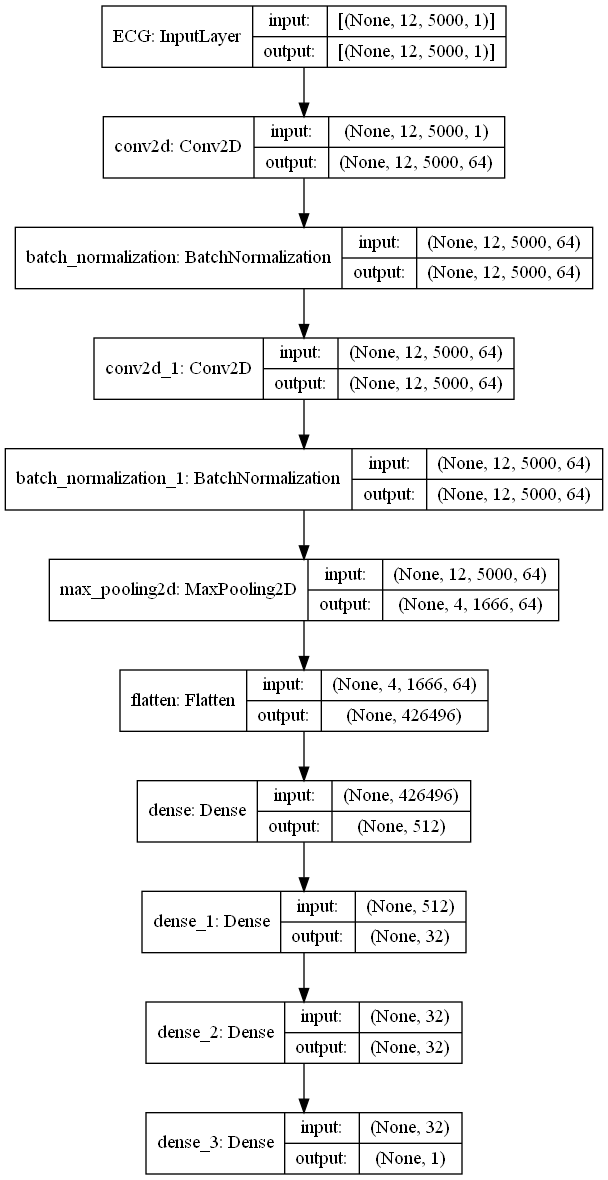 ECG: InputLayer
input: [(None, 12, 5000, 1)]
output: [(None, 12, 5000, 1)]
conv2d: Conv2D
input: (None, 12, 5000, 1)
output: (None, 12, 5000, 64)
batch_normalization: BatchNormalization
input: (None, 12, 5000, 64)
output: (None, 12, 5000, 64)
conv2d_1: Conv2D
input: (None, 12, 5000, 64)
output: (None, 12, 5000, 64)
batch_normalization_1: BatchNormalization
input: (None, 12, 5000, 64)
output: (None, 12, 5000, 64)
max_pooling2d: MaxPooling2D
input: (None, 12, 5000, 64)
output: (None, 4, 1666, 64)
flatten: Flatten
input: (None, 4, 1666, 64)
output: (None, 426496)
dense: Dense
input: (None, 426496)
output: (None, 512)
dense_1: Dense
input: (None, 512)
output: (None, 32)
dense_2: Dense
input: (None, 32)
output: (None, 32)
dense_3: Dense
input: (None, 32)
output: (None, 1)